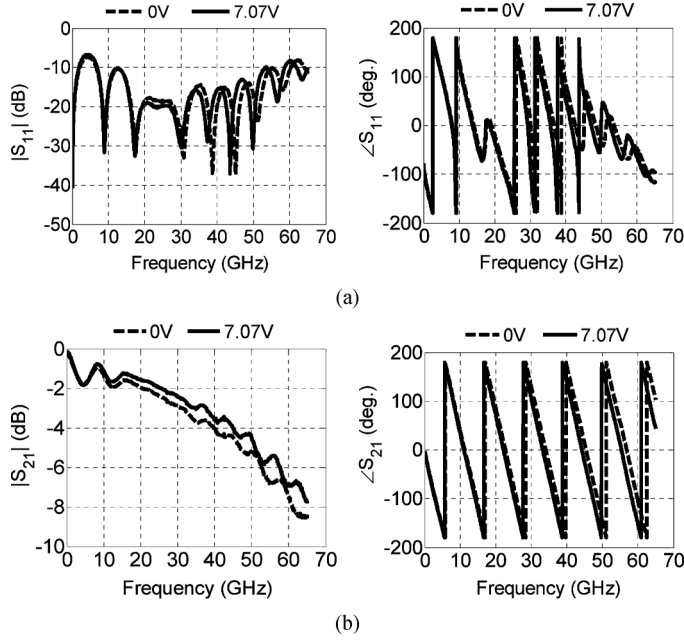 0V 7.07V
0
-10
-20
-30
-40
-50
|S11| (dB)
0 10 20 30 40 50 60 70
Frequency (GHz)
0V 7.07V
200
100
0
-100
-200
∠S11 (deg.)
0 10 20 30 40 50 60 70
Frequency (GHz)
(a)
0V 7.07V
0
-2
-4
-6
-8
-10
|S21| (dB)
0 10 20 30 40 50 60 70
Frequency (GHz)
0V 7.07V
200
100
0
-100
-200
∠S21 (deg.)
0 10 20 30 40 50 60 70
Frequency (GHz)
(b)